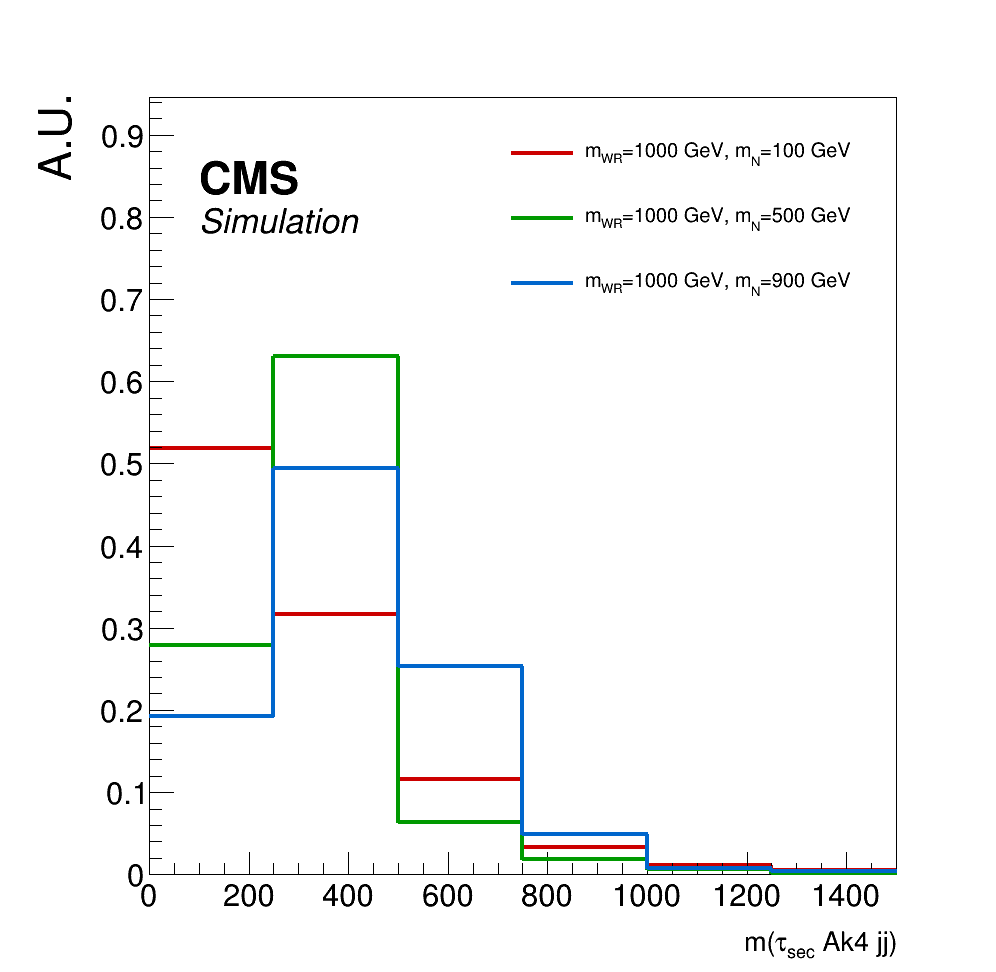 A.U.
0.9
0.8
0.7
0.6
0.5
0.4
0.3
0.2
0.1
0
CMS
Simulation
m_WR=1000 GeV, m_N=100 GeV
m_WR=1000 GeV, m_N=500 GeV
m_WR=1000 GeV, m_N=900 GeV
0 200 400 600 800 1000 1200 1400
m(τ_sec Ak4 jj)